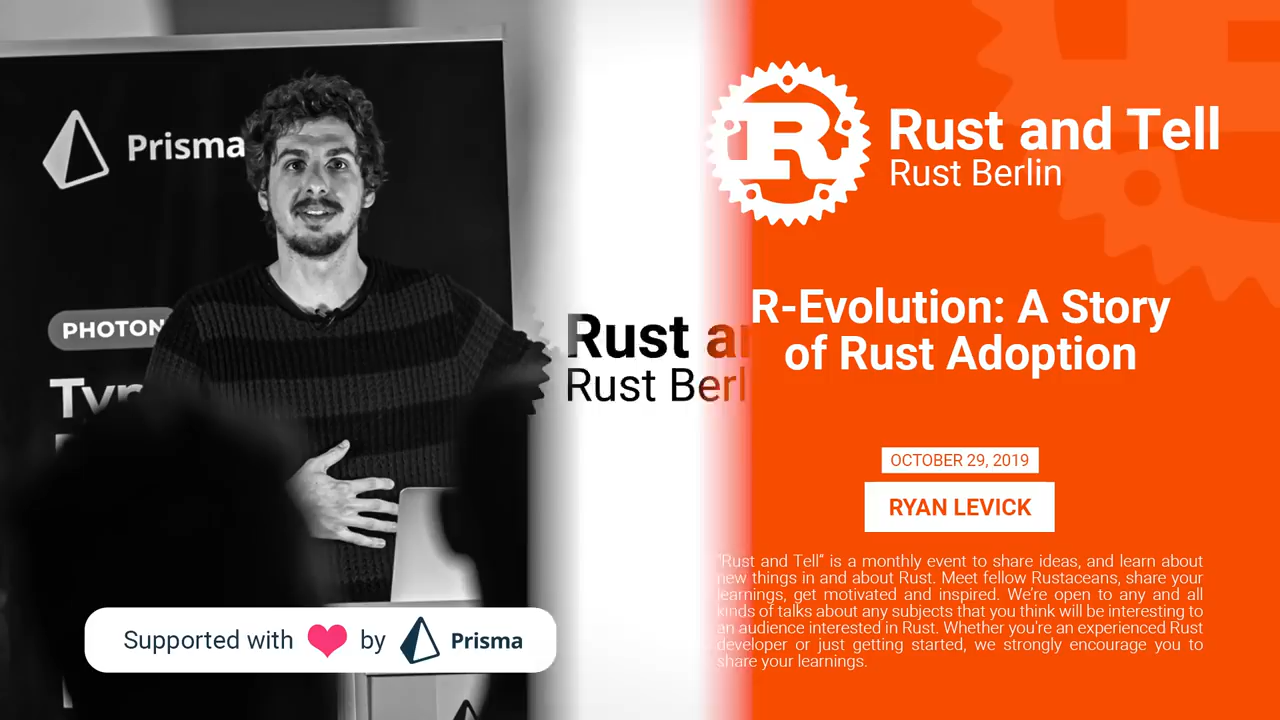 Prisma
PHOTON
Rust and Tell
Rust Berlin
Rust
Rust Berl
R-Evolution: A Story
of Rust Adoption
OCTOBER 29, 2019
RYAN LEVICK
"Rust and Tell" is a monthly event to share ideas, and learn about
new things in and about Rust. Meet fellow Rustaceans, share your
learnings, get motivated and inspired. We're open to any and all
kinds of talks about any subjects that you think will be interesting to
an audience interested in Rust. Whether you're an experienced Rust
developer or just getting started, we strongly encourage you to
share your learnings.
Supported with by Prisma